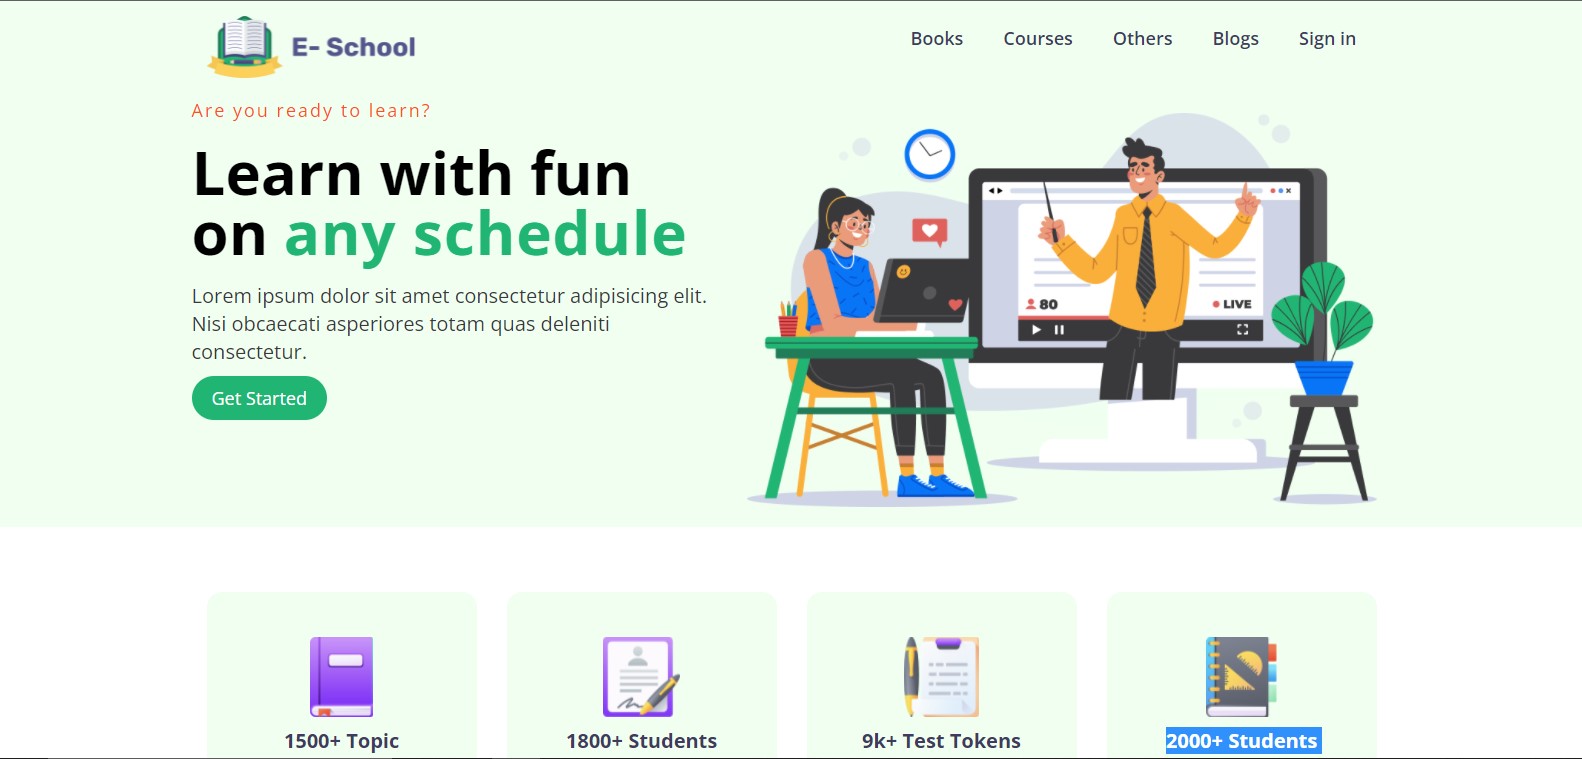 E- School
Books Courses Others Blogs Sign in
Are you ready to learn?
Learn with fun
on any schedule
Lorem ipsum dolor sit amet consectetur adipisicing elit.
Nisi obcaecati asperiores totam quas deleniti
consectetur.
Get Started
80
LIVE
1500+ Topic
1800+ Students
9k+ Test Tokens
2000+ Students